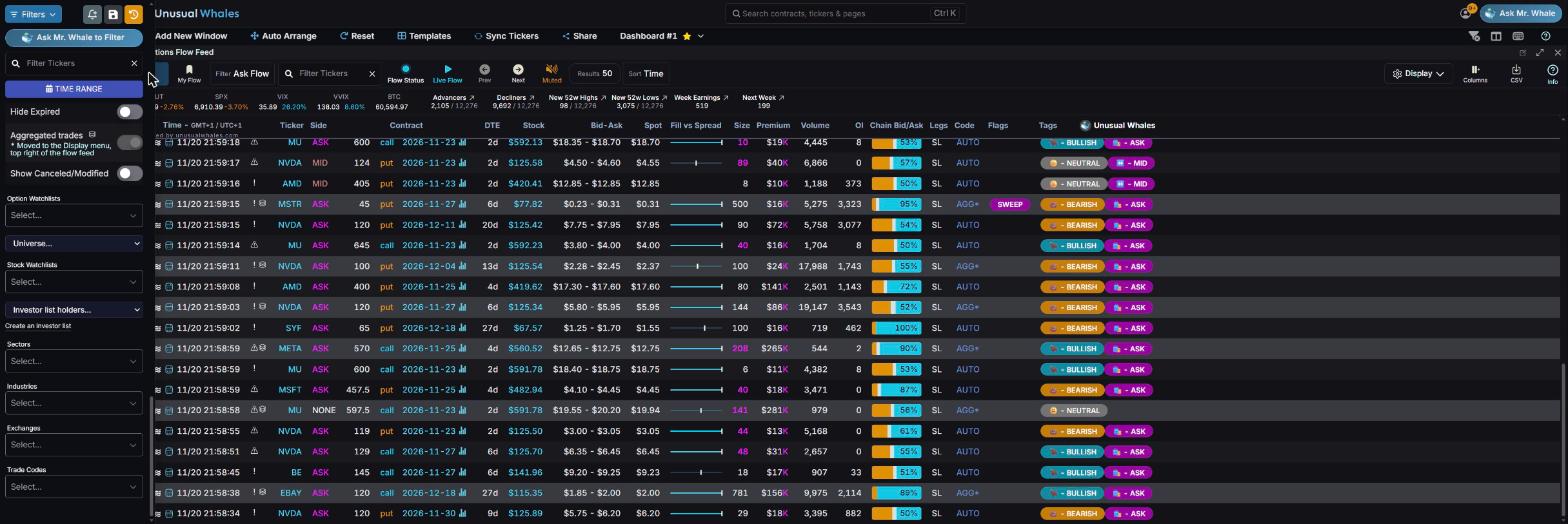 Filters
Unusual Whales
Search contracts, tickers & pages
Ctrl K
9+
Ask Mr. Whale
Ask Mr. Whale to Filter
Add New Window
Auto Arrange
Reset
Templates
Sync Tickers
Share
Dashboard #1
tions Flow Feed
Filter Tickers
My Flow
Filter Ask Flow
Filter Tickers
Flow Status
Live Flow
Prev
Next
Muted
Results 50
Sort Time
Display
Columns
CSV
Info
TIME RANGE
Hide Expired
Aggregated trades
* Moved to the Display menu,
top right of the flow feed
Show Canceled/Modified
Option Watchlists
Select...
Universe...
Stock Watchlists
Select...
Investor list holders...
Create an investor list
Sectors
Select...
Industries
Select...
Exchanges
Select...
Trade Codes
Select...
UT SPX VIX VVIX BTC Advancers Decliners New 52w Highs New 52w Lows Week Earnings Next Week
9 -2.76% 6,910.39 -3.70% 35.89 26.20% 138.03 6.80% 60,594.97 2,105 / 12,276 9,692 / 12,276 98 / 12,276 3,075 / 12,276 519 199
Time - GMT+1 / UTC+1 Ticker Side Contract DTE Stock Bid-Ask Spot Fill vs Spread Size Premium Volume OI Chain Bid/Ask Legs Code Flags Tags Unusual Whales
ed by unusualwhales.com
11/20 21:59:18 MU ASK 600 call 2026-11-23 2d $592.13 $18.35 - $18.70 $18.70 10 $19K 4,445 8 53% SL AUTO - BULLISH - ASK
11/20 21:59:17 NVDA MID 124 put 2026-11-23 2d $125.58 $4.50 - $4.60 $4.55 89 $40K 6,866 0 57% SL AUTO - NEUTRAL - MID
11/20 21:59:16 AMD MID 405 put 2026-11-23 2d $420.41 $12.85 - $12.85 $12.85 8 $10K 1,188 373 50% SL AUTO - NEUTRAL - MID
11/20 21:59:15 ! MSTR ASK 45 put 2026-11-27 6d $77.82 $0.23 - $0.31 $0.31 500 $16K 5,275 3,323 95% SL AGG* SWEEP - BEARISH - ASK
11/20 21:59:15 ! NVDA ASK 120 put 2026-12-11 20d $125.42 $7.75 - $7.95 $7.95 90 $72K 5,758 3,077 54% SL AUTO - BEARISH - ASK
11/20 21:59:14 MU ASK 645 call 2026-11-23 2d $592.23 $3.80 - $4.00 $4.00 40 $16K 1,704 8 50% SL AUTO - BULLISH - ASK
11/20 21:59:11 ! NVDA ASK 100 put 2026-12-04 13d $125.54 $2.28 - $2.45 $2.37 100 $24K 17,988 1,743 55% SL AGG* - BEARISH - ASK
11/20 21:59:08 ! AMD ASK 400 put 2026-11-25 4d $419.62 $17.30 - $17.60 $17.60 80 $141K 2,501 1,143 72% SL AUTO - BEARISH - ASK
11/20 21:59:03 ! NVDA ASK 120 put 2026-11-27 6d $125.34 $5.80 - $5.95 $5.95 144 $86K 19,147 3,543 52% SL AGG* - BEARISH - ASK
11/20 21:59:02 ! SYF ASK 65 put 2026-12-18 27d $67.57 $1.25 - $1.70 $1.55 100 $16K 719 462 100% SL AUTO - BEARISH - ASK
11/20 21:58:59 META ASK 570 call 2026-11-25 4d $560.52 $12.65 - $12.75 $12.75 208 $265K 544 2 90% SL AGG* - BULLISH - ASK
11/20 21:58:59 MU ASK 600 call 2026-11-23 2d $591.78 $18.40 - $18.75 $18.75 6 $11K 4,382 8 53% SL AUTO - BULLISH - ASK
11/20 21:58:59 MSFT ASK 457.5 put 2026-11-25 4d $482.94 $4.10 - $4.45 $4.45 40 $18K 3,471 0 87% SL AUTO - BEARISH - ASK
11/20 21:58:58 MU NONE 597.5 call 2026-11-23 2d $591.78 $19.55 - $20.20 $19.94 141 $281K 979 0 56% SL AGG* - NEUTRAL
11/20 21:58:55 NVDA ASK 119 put 2026-11-23 2d $125.50 $3.00 - $3.05 $3.05 44 $13K 5,168 0 61% SL AUTO - BEARISH - ASK
11/20 21:58:51 NVDA ASK 129 call 2026-11-27 6d $125.70 $6.35 - $6.45 $6.45 48 $31K 2,657 0 55% SL AUTO - BULLISH - ASK
11/20 21:58:45 ! BE ASK 145 call 2026-11-27 6d $141.96 $9.20 - $9.25 $9.23 18 $17K 907 33 51% SL AUTO - BULLISH - ASK
11/20 21:58:38 ! EBAY ASK 120 call 2026-12-18 27d $115.35 $1.85 - $2.00 $2.00 781 $156K 9,975 2,114 89% SL AGG* - BULLISH - ASK
11/20 21:58:34 ! NVDA ASK 120 put 2026-11-30 9d $125.89 $5.75 - $6.20 $6.20 29 $18K 3,395 882 50% SL AUTO - BEARISH - ASK